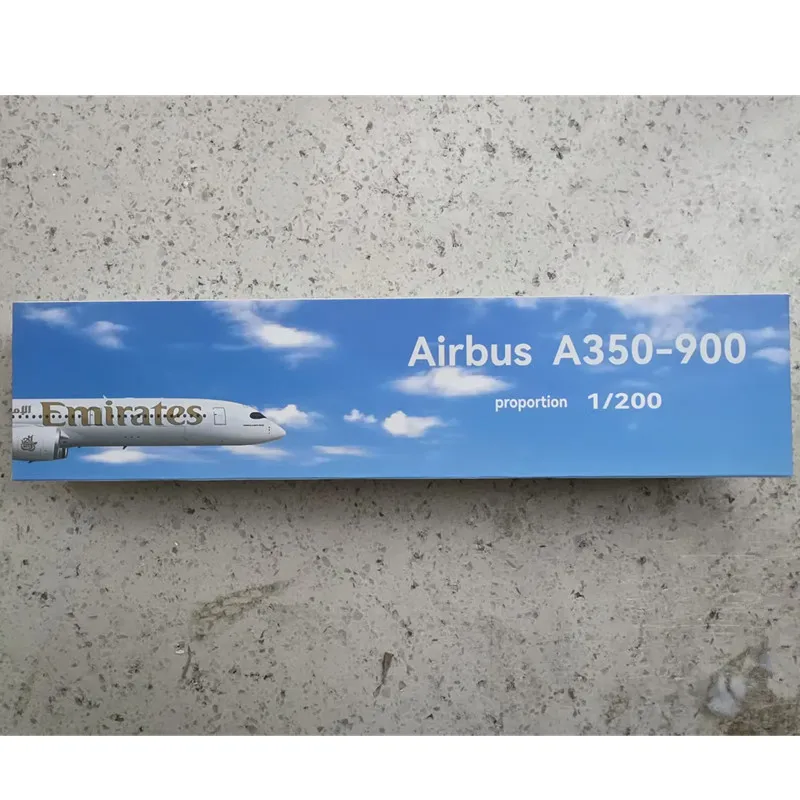 Airbus A350-900
proportion 1/200
Emirates